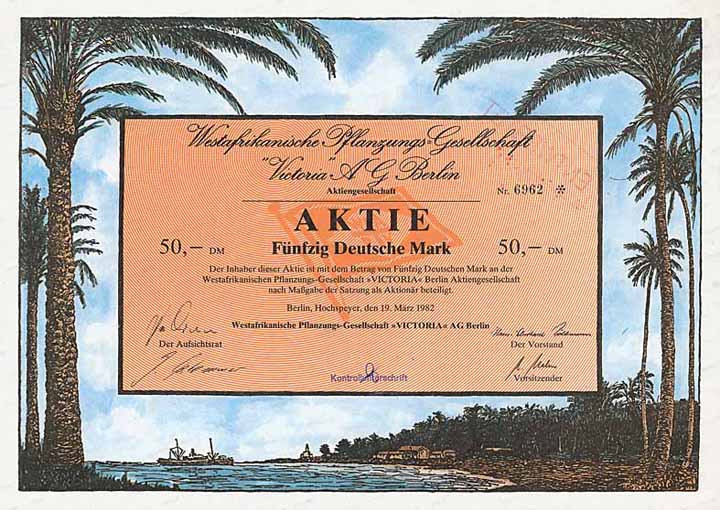 Westafrikanische Pflanzungs-Gesellschaft
"Victoria" A G Berlin
Aktiengesellschaft
Nr. 6962 *
AKTIE
50,– DM
Fünfzig Deutsche Mark
50,– DM
Der Inhaber dieser Aktie ist mit dem Betrag von Fünfzig Deutschen Mark an der
Westafrikanischen Pflanzungs-Gesellschaft »VICTORIA« Berlin Aktiengesellschaft
nach Maßgabe der Satzung als Aktionär beteiligt.
Berlin, Hochspeyer, den 19. März 1982
Westafrikanische Pflanzungs-Gesellschaft »VICTORIA« AG Berlin
Der Aufsichtsrat
Der Vorstand
Kontrollunterschrift
Vorsitzender